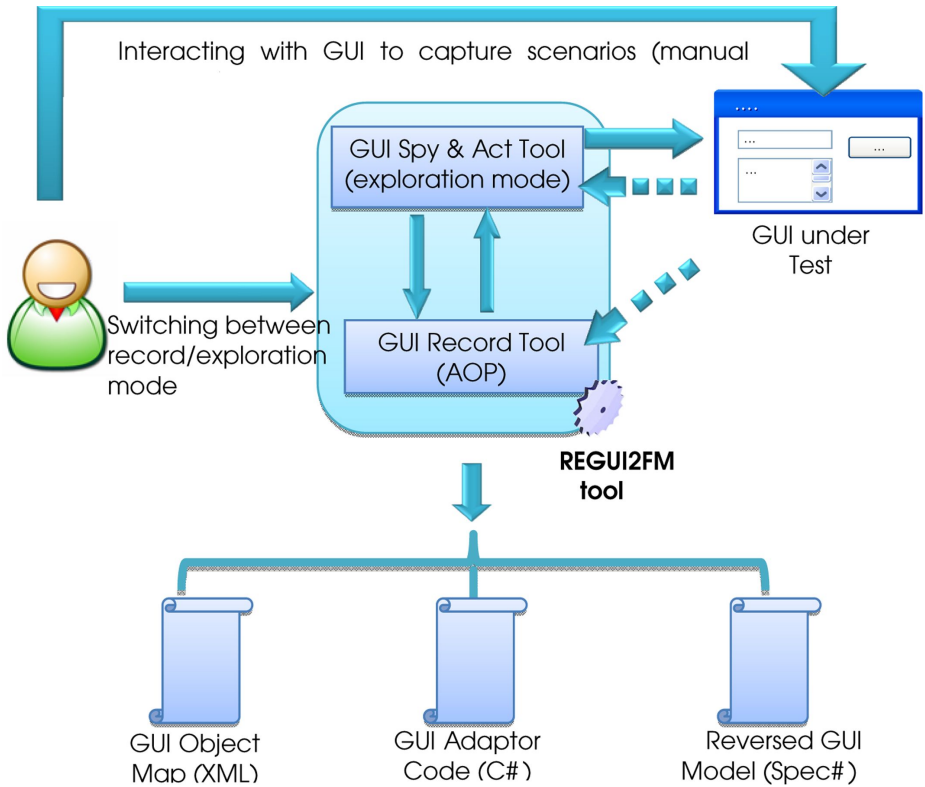 Interacting with GUI to capture scenarios (manual
....
...
...
...
GUI Spy & Act Tool
(exploration mode)
GUI under
Test
Switching between
record/exploration
mode
GUI Record Tool
(AOP)
REGUI2FM
tool
GUI Object
Map (XML)
GUI Adaptor
Code (C#)
Reversed GUI
Model (Spec#)